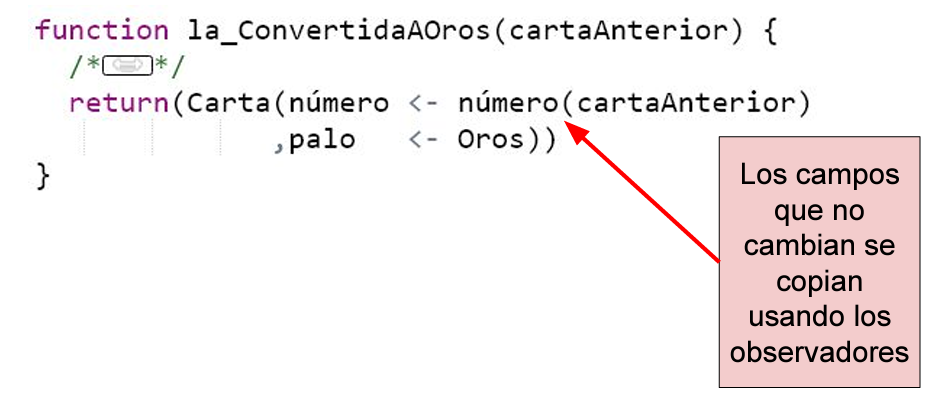 function la_ConvertidaAOros(cartaAnterior) {
/**/
return(Carta(número <- número(cartaAnterior)
,palo <- Oros))
}
Los campos
que no
cambian se
copian
usando los
observadores